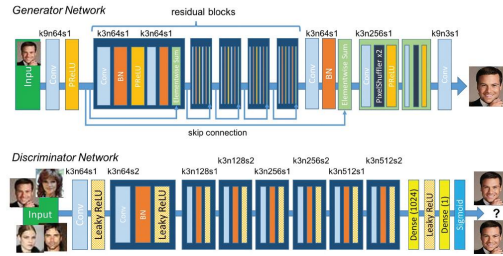 Generator Network
residual blocks
k9n64s1
k3n64s1
k3n64s1
k3n64s1
k3n256s1
k9n3s1
Input
Conv
PReLU
Conv
BN
PReLU
Conv
BN
Elementwise Sum
Conv
BN
Elementwise Sum
Conv
PixelShuffler x2
PReLU
Conv
skip connection
Discriminator Network
k3n128s2
k3n256s2
k3n512s2
k3n64s1
k3n64s2
k3n128s1
k3n256s1
k3n512s1
Input
Conv
Leaky ReLU
Conv
BN
Leaky ReLU
Dense (1024)
Leaky ReLU
Dense (1)
Sigmoid
?